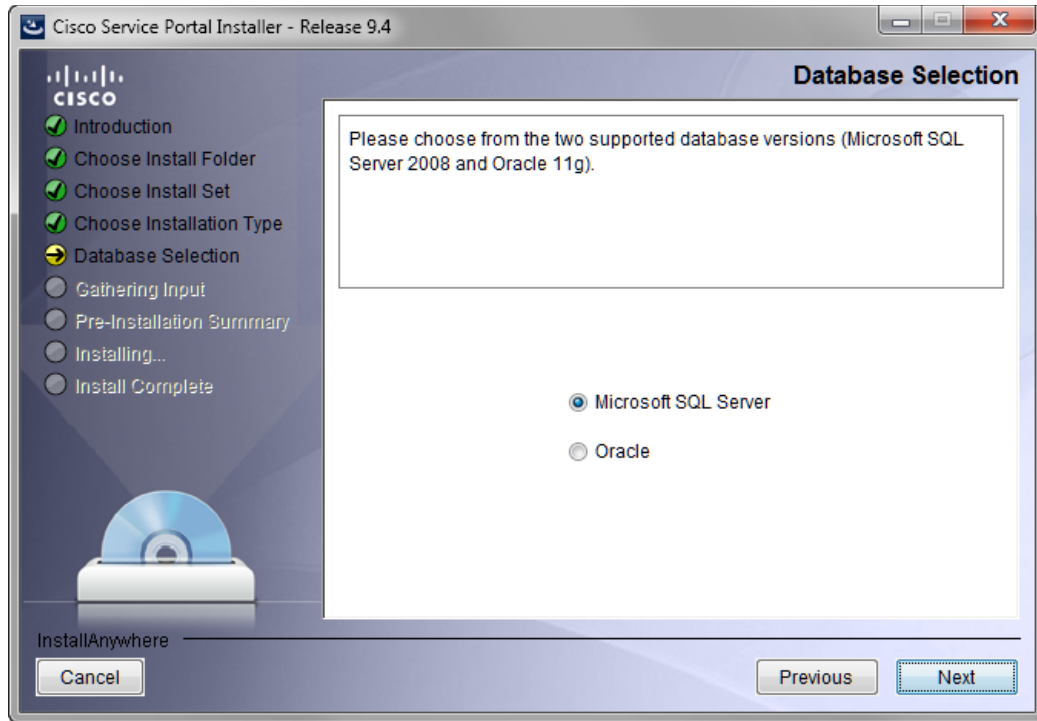 Cisco Service Portal Installer - Release 9.4
CISCO
Database Selection
Introduction
Choose Install Folder
Choose Install Set
Choose Installation Type
Database Selection
Gathering Input
Pre-Installation Summary
Installing...
Install Complete
Please choose from the two supported database versions (Microsoft SQL
Server 2008 and Oracle 11g).
Microsoft SQL Server
Oracle
InstallAnywhere
Cancel
Previous
Next